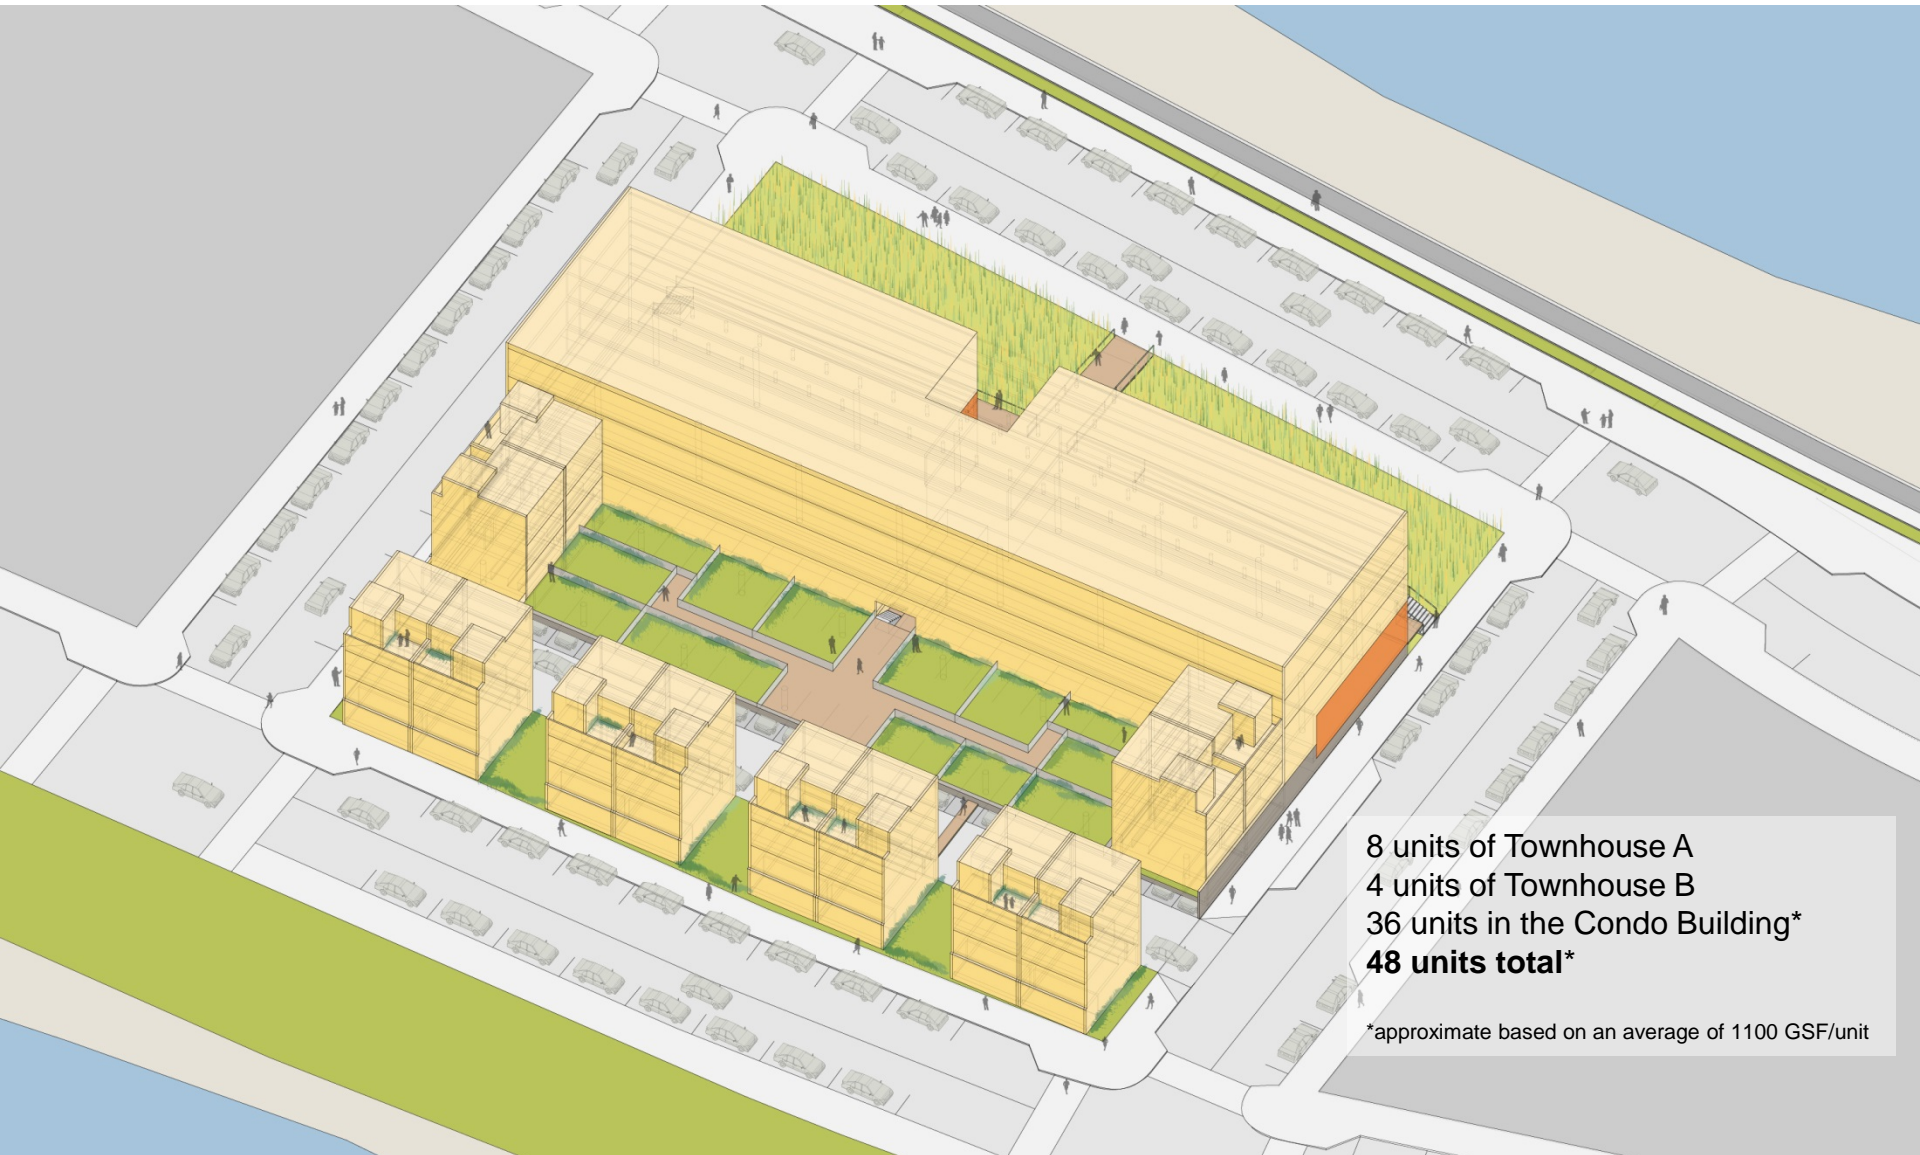 8 units of Townhouse A
4 units of Townhouse B
36 units in the Condo Building*
48 units total*
*approximate based on an average of 1100 GSF/unit